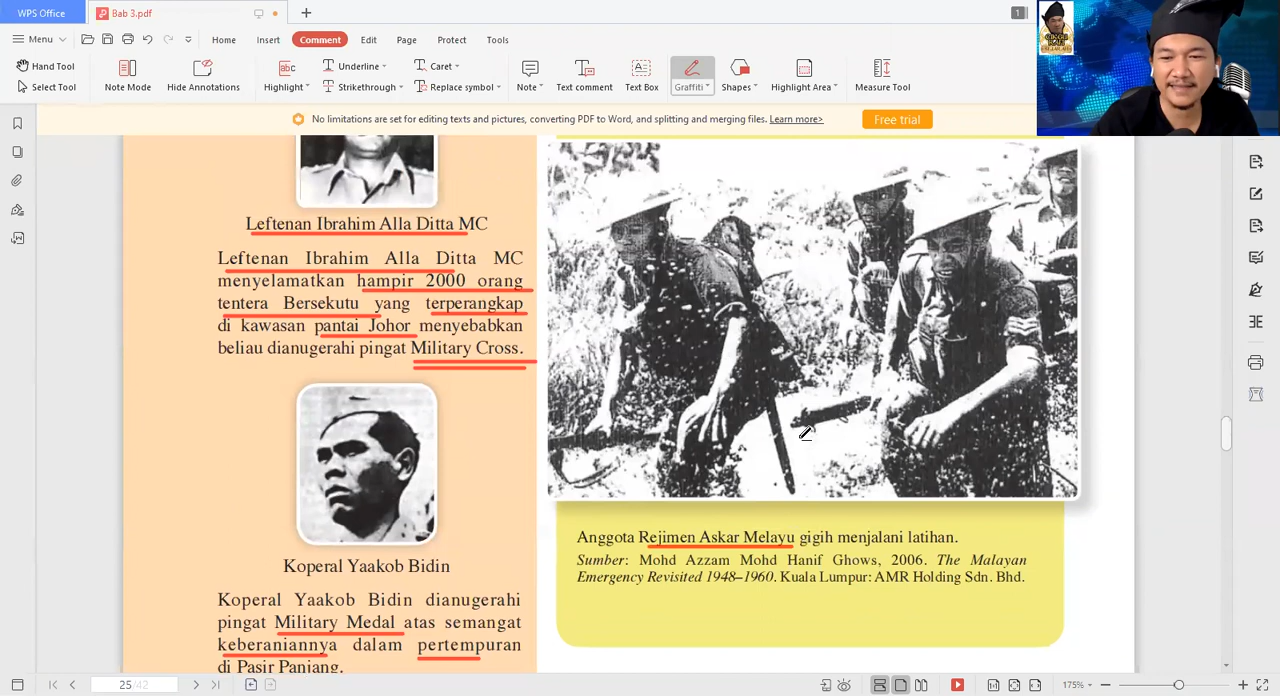 WPS Office
Bab 3.pdf
1
Menu
Home
Insert
Comment
Edit
Page
Protect
Tools
Hand Tool
Select Tool
Note Mode
Hide Annotations
Highlight
Underline
Strikethrough
Caret
Replace symbol
Note
Text comment
Text Box
Graffiti
Shapes
Highlight Area
Measure Tool
No limitations are set for editing texts and pictures, converting PDF to Word, and splitting and merging files. Learn more>
Free trial
Leftenan Ibrahim Alla Ditta MC
Leftenan Ibrahim Alla Ditta MC
menyelamatkan hampir 2000 orang
tentera Bersekutu yang terperangkap
di kawasan pantai Johor menyebabkan
beliau dianugerahi pingat Military Cross.
Koperal Yaakob Bidin
Koperal Yaakob Bidin dianugerahi
pingat Military Medal atas semangat
keberaniannya dalam pertempuran
di Pasir Panjang.
Anggota Rejimen Askar Melayu gigih menjalani latihan.
Sumber: Mohd Azzam Mohd Hanif Ghows, 2006. The Malayan
Emergency Revisited 1948–1960. Kuala Lumpur: AMR Holding Sdn. Bhd.
25/42
175%